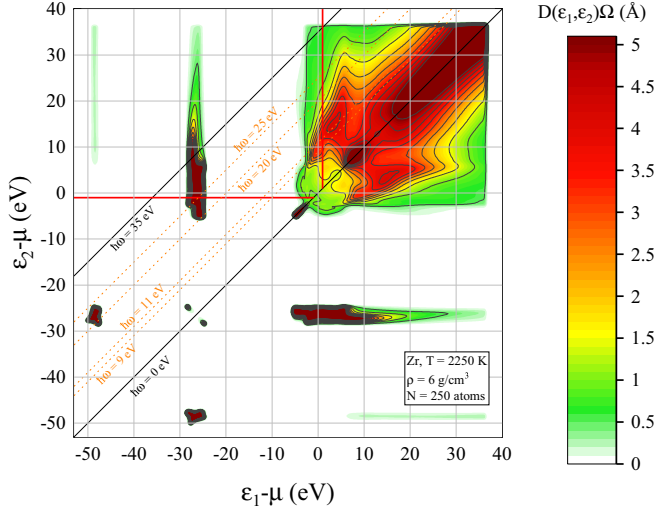 D(ε₁,ε₂)Ω (Å)
40
30
20
10
0
-10
-20
-30
-40
-50
ε₂-μ (eV)
ħω = 25 eV
ħω = 20 eV
ħω = 35 eV
ħω = 11 eV
ħω = 9 eV
ħω = 0 eV
Zr, T = 2250 K
ρ = 6 g/cm³
N = 250 atoms
-50 -40 -30 -20 -10 0 10 20 30 40
ε₁-μ (eV)
5
4.5
4
3.5
3
2.5
2
1.5
1
0.5
0